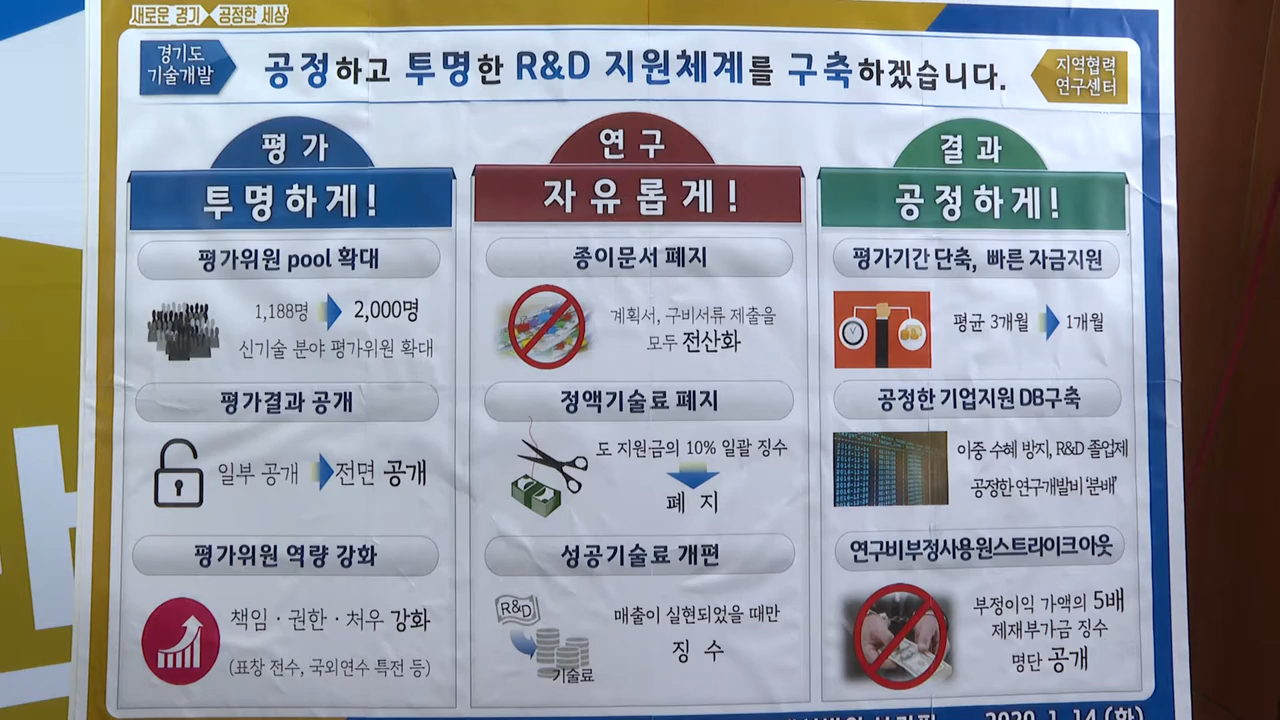 새로운 경기 공정한 세상
경기도
기술개발
공정하고 투명한 R&D 지원체계를 구축하겠습니다.
지역협력
연구센터
평 가
투명하게!
평가위원 pool 확대
1,188명 2,000명
신기술 분야 평가위원 확대
평가결과 공개
일부 공개 전면 공개
평가위원 역량 강화
책임 · 권한 · 처우 강화
(표창 전수, 국외연수 특전 등)
연 구
자유롭게!
종이문서 폐지
계획서, 구비서류 제출을
모두 전산화
정액기술료 폐지
도 지원금의 10% 일괄 징수
폐 지
성공기술료 개편
R&D
매출이 실현되었을 때만
징 수
기술료
결 과
공정하게!
평가기간 단축, 빠른 자금지원
평균 3개월 1개월
공정한 기업지원 DB구축
이중 수혜 방지, R&D 졸업제
공정한 연구개발비 '분배'
연구비부정사용원스트라이크아웃
부정이익 가액의 5배
제재부가금 징수
명단 공개
2020. 1. 14 (화)